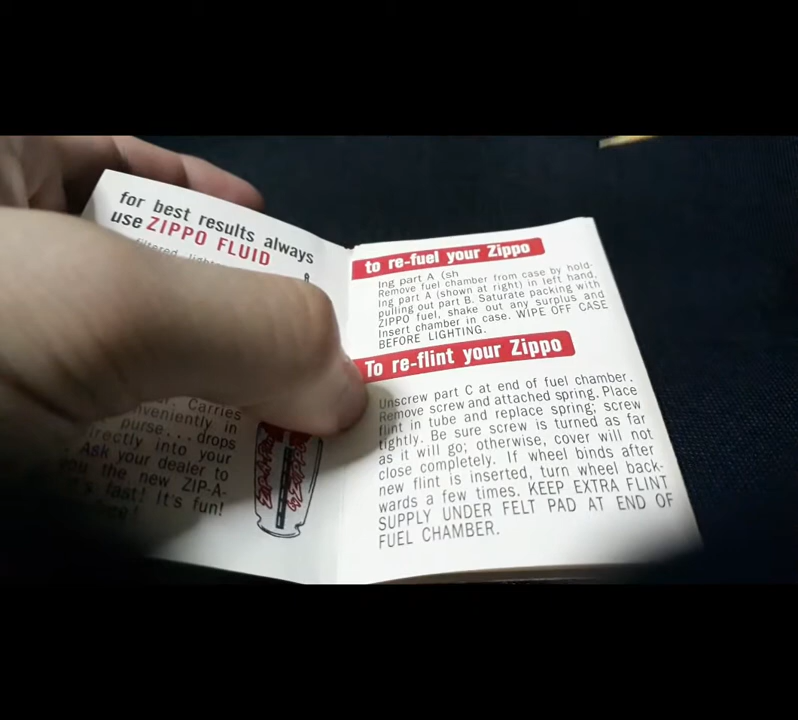 for best results always
use ZIPPO FLUID
filtered
Carries
veniently in
purse... drops
rectly into your
Ask your dealer to
you the new ZIP-A-
t's fast! It's fun!
to re-fuel your Zippo
Ing part A (sh
Remove fuel chamber from case by hold-
Ing part A (shown at right) in left hand,
pulling out part B. Saturate packing with
ZIPPO fuel, shake out any surplus and
Insert chamber in case. WIPE OFF CASE
BEFORE LIGHTING.
To re-flint your Zippo
Unscrew part C at end of fuel chamber.
Remove screw and attached spring. Place
flint in tube and replace spring; screw
tightly. Be sure screw is turned as far
as it will go; otherwise, cover will not
close completely. If wheel binds after
new flint is inserted, turn wheel back-
wards a few times. KEEP EXTRA FLINT
SUPPLY UNDER FELT PAD AT END OF
FUEL CHAMBER.